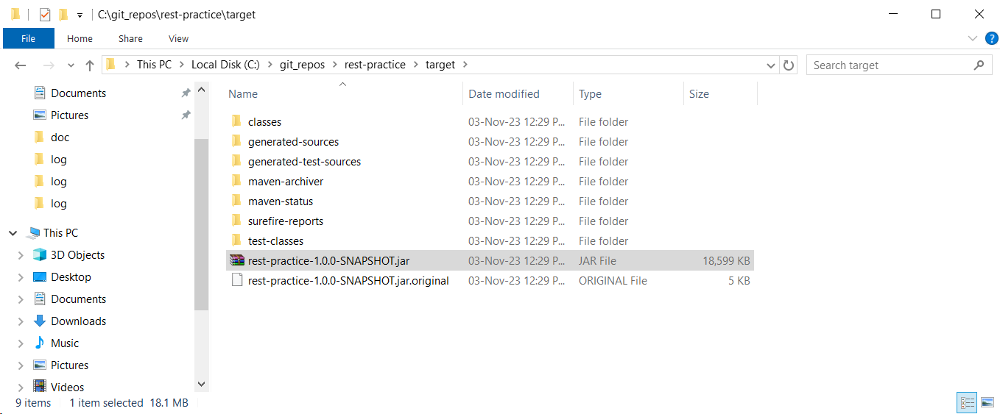 C:\git_repos\rest-practice\target
File Home Share View
This PC Local Disk (C:) git_repos rest-practice target
Search target
Documents
Pictures
doc
log
log
log
This PC
3D Objects
Desktop
Documents
Downloads
Music
Pictures
Videos
Name Date modified Type Size
classes 03-Nov-23 12:29 P... File folder
generated-sources 03-Nov-23 12:29 P... File folder
generated-test-sources 03-Nov-23 12:29 P... File folder
maven-archiver 03-Nov-23 12:29 P... File folder
maven-status 03-Nov-23 12:29 P... File folder
surefire-reports 03-Nov-23 12:29 P... File folder
test-classes 03-Nov-23 12:29 P... File folder
rest-practice-1.0.0-SNAPSHOT.jar 03-Nov-23 12:29 P... JAR File 18,599 KB
rest-practice-1.0.0-SNAPSHOT.jar.original 03-Nov-23 12:29 P... ORIGINAL File 5 KB
9 items 1 item selected 18.1 MB